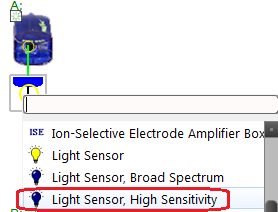 A:
ISE Ion-Selective Electrode Amplifier Box
Light Sensor
Light Sensor, Broad Spectrum
Light Sensor, High Sensitivity